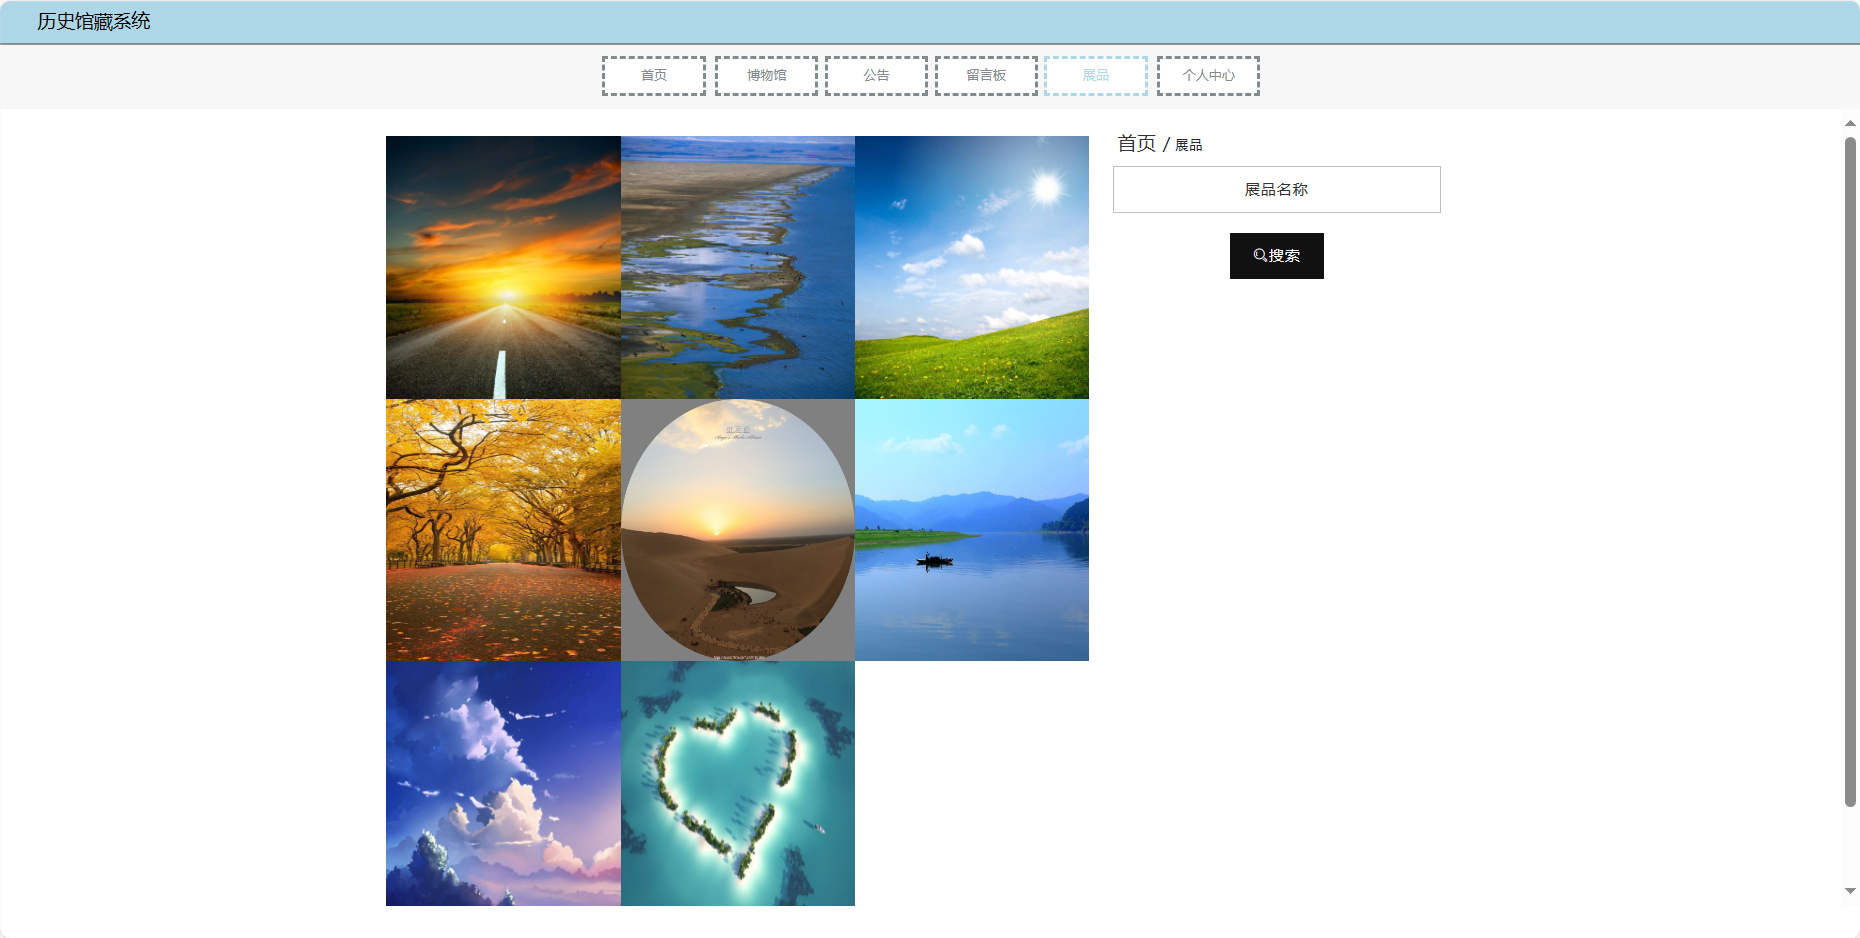 历史馆藏系统
首页 博物馆 公告 留言板 展品 个人中心
首页 / 展品
展品名称
搜索